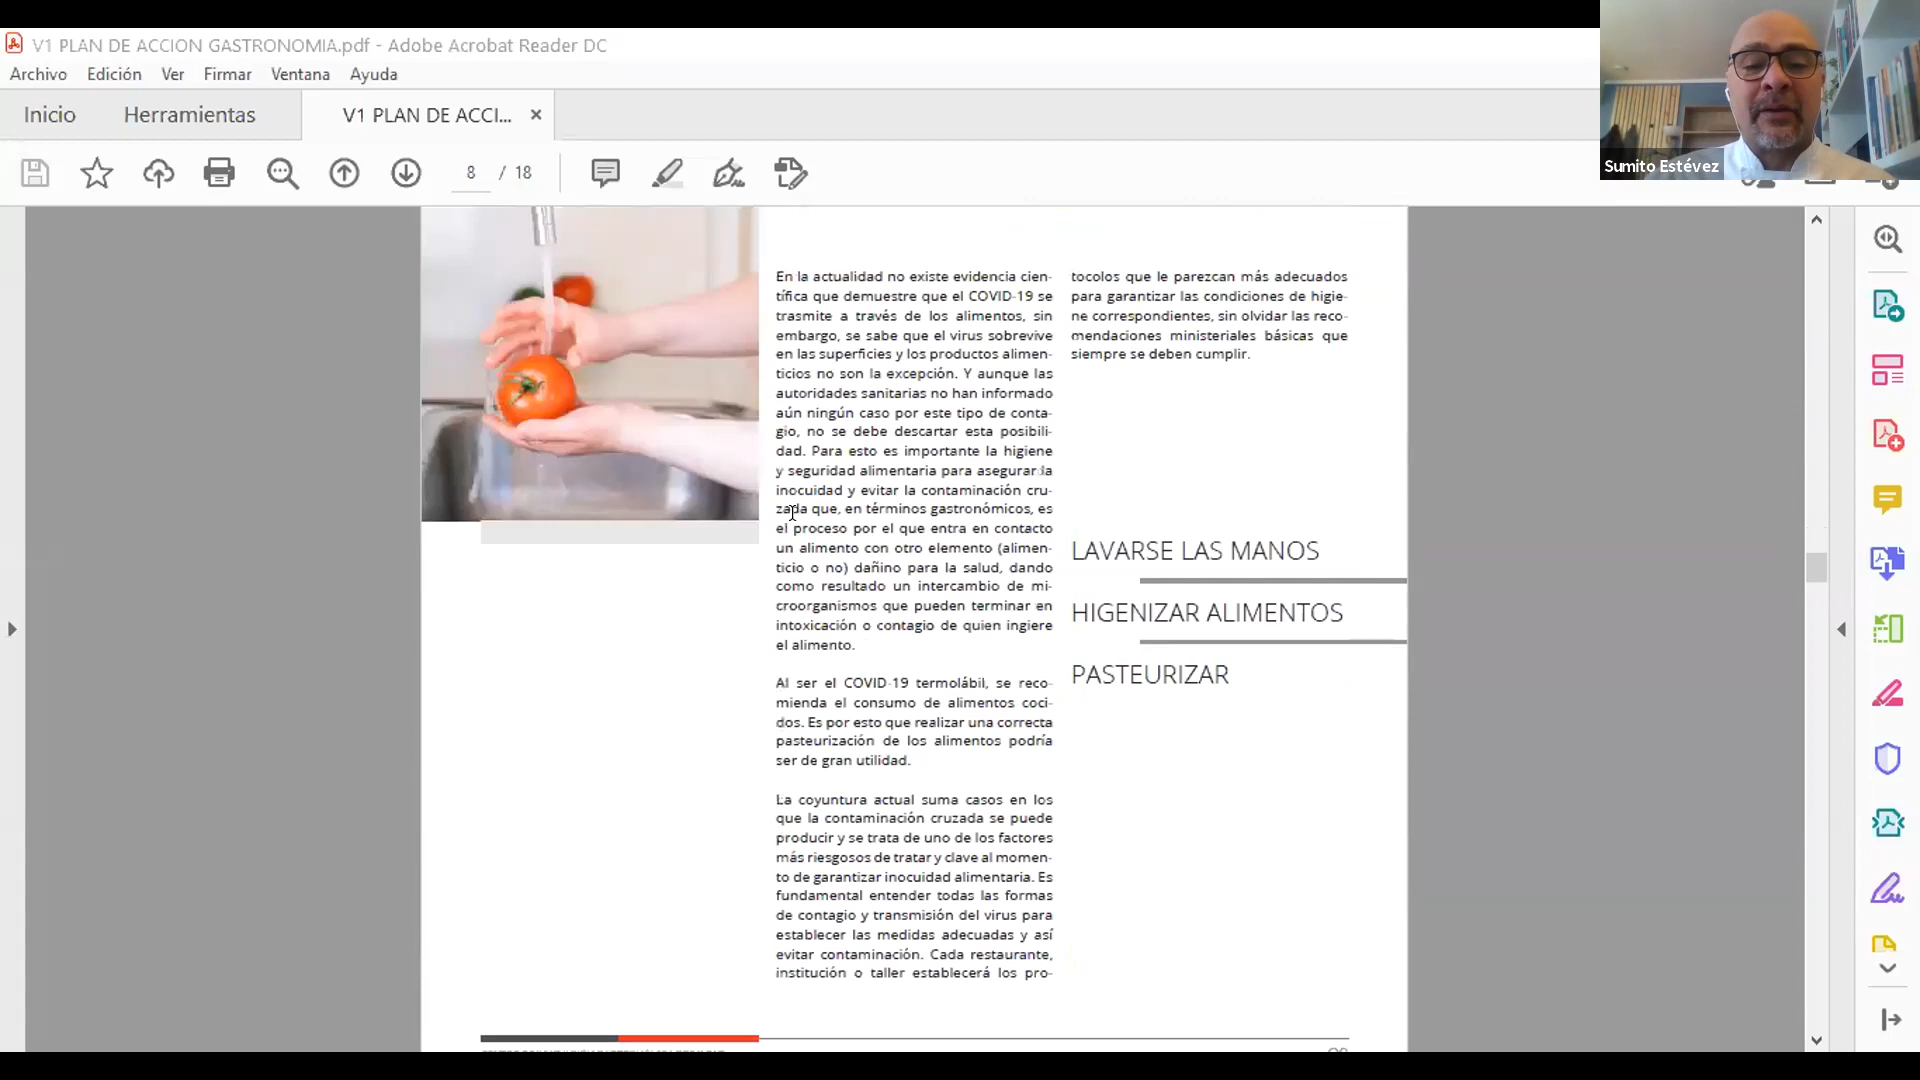 V1 PLAN DE ACCION GASTRONOMIA.pdf - Adobe Acrobat Reader DC
Archivo Edición Ver Firmar Ventana Ayuda
Inicio Herramientas V1 PLAN DE ACCI...
8 / 18
Sumito Estévez
En la actualidad no existe evidencia cien-
tífica que demuestre que el COVID-19 se
trasmite a través de los alimentos, sin
embargo, se sabe que el virus sobrevive
en las superficies y los productos alimen-
ticios no son la excepción. Y aunque las
autoridades sanitarias no han informado
aún ningún caso por este tipo de conta-
gio, no se debe descartar esta posibili-
dad. Para esto es importante la higiene
y seguridad alimentaria para asegurar la
inocuidad y evitar la contaminación cru-
zada que, en términos gastronómicos, es
el proceso por el que entra en contacto
un alimento con otro elemento (alimen-
ticio o no) dañino para la salud, dando
como resultado un intercambio de mi-
croorganismos que pueden terminar en
intoxicación o contagio de quien ingiere
el alimento.
Al ser el COVID-19 termolábil, se reco-
mienda el consumo de alimentos coci-
dos. Es por esto que realizar una correcta
pasteurización de los alimentos podría
ser de gran utilidad.
La coyuntura actual suma casos en los
que la contaminación cruzada se puede
producir y se trata de uno de los factores
más riesgosos de tratar y clave al momen-
to de garantizar inocuidad alimentaria. Es
fundamental entender todas las formas
de contagio y transmisión del virus para
establecer las medidas adecuadas y así
evitar contaminación. Cada restaurante,
institución o taller establecerá los pro-
tocolos que le parezcan más adecuados
para garantizar las condiciones de higie-
ne correspondientes, sin olvidar las reco-
mendaciones ministeriales básicas que
siempre se deben cumplir.
LAVARSE LAS MANOS
HIGENIZAR ALIMENTOS
PASTEURIZAR